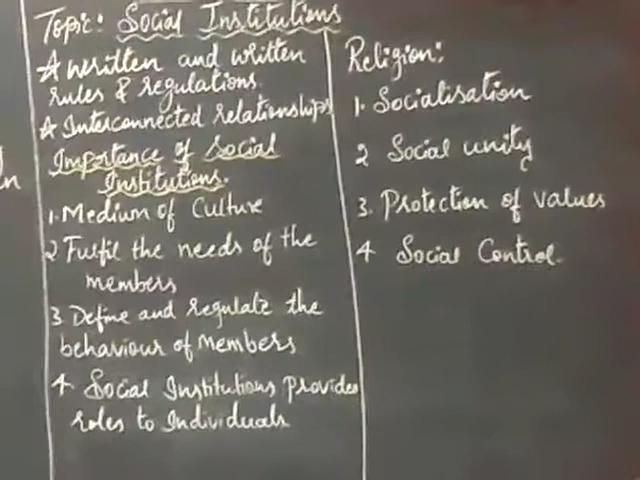 Topic: Social Institutions
* written and written
rules & regulations.
* Interconnected relationships
Importance of Social
Institutions.
1. Medium of Culture
2 Fulfil the needs of the
members
3 Define and regulate the
behaviour of members
4 Social Institutions provides
roles to Individuals
Religion:
1. Socialisation
2 Social unity
3. Protection of values
4 Social Control.